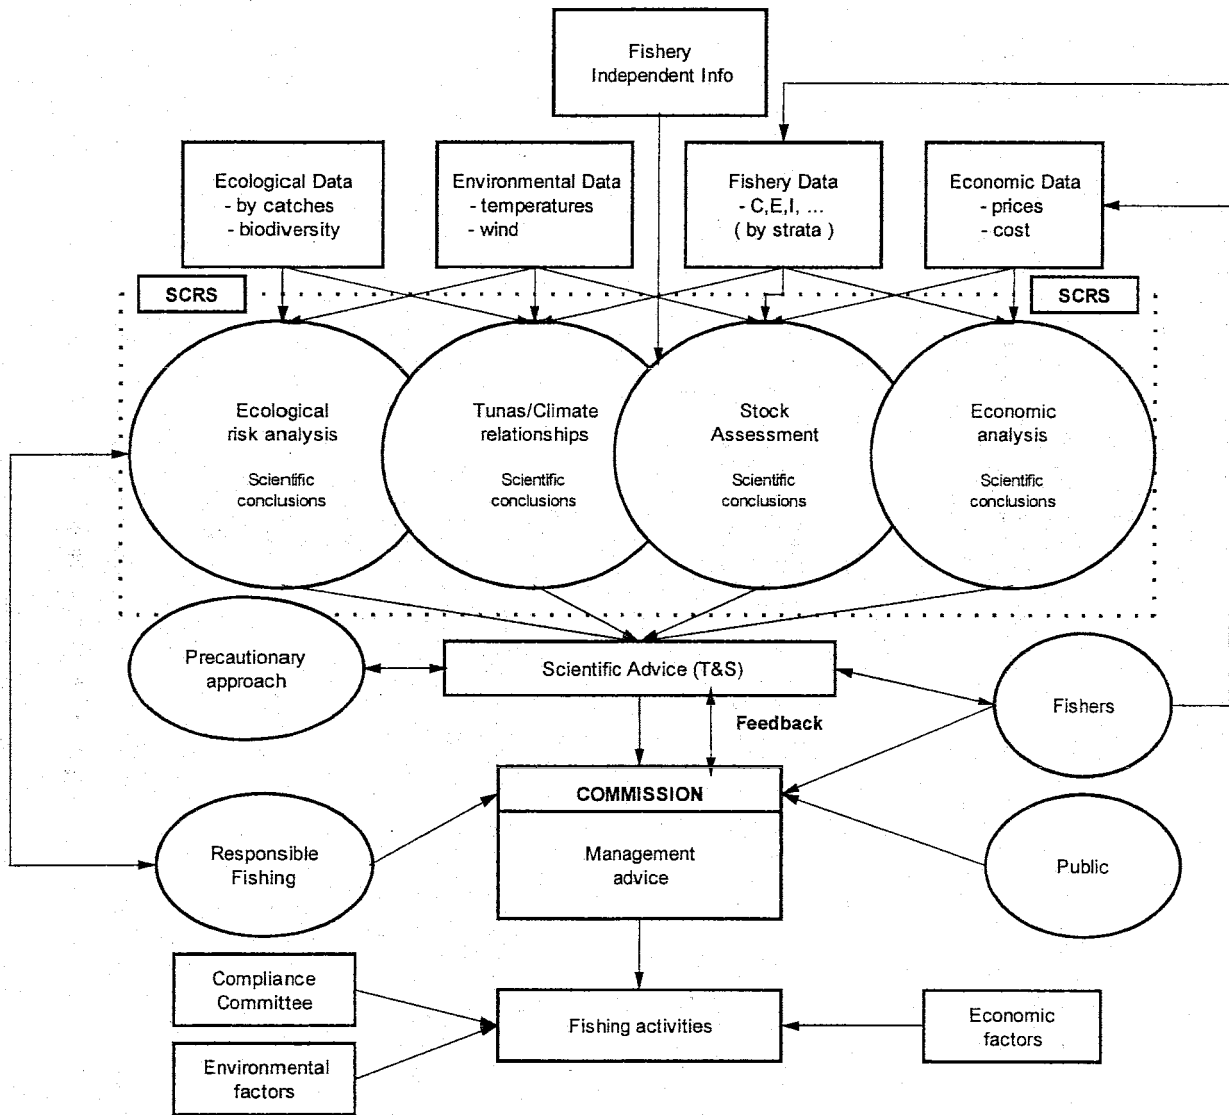 Fishery
Independent Info
Ecological Data
- by catches
- biodiversity
Environmental Data
- temperatures
- wind
Fishery Data
- C,E,I, ...
( by strata )
Economic Data
- prices
- cost
SCRS
SCRS
Ecological
risk analysis
Scientific
conclusions
Tunas/Climate
relationships
Scientific
conclusions
Stock
Assessment
Scientific
conclusions
Economic
analysis
Scientific
conclusions
Precautionary
approach
Scientific Advice (T&S)
Fishers
Feedback
COMMISSION
Management
advice
Responsible
Fishing
Public
Compliance
Committee
Fishing activities
Economic
factors
Environmental
factors